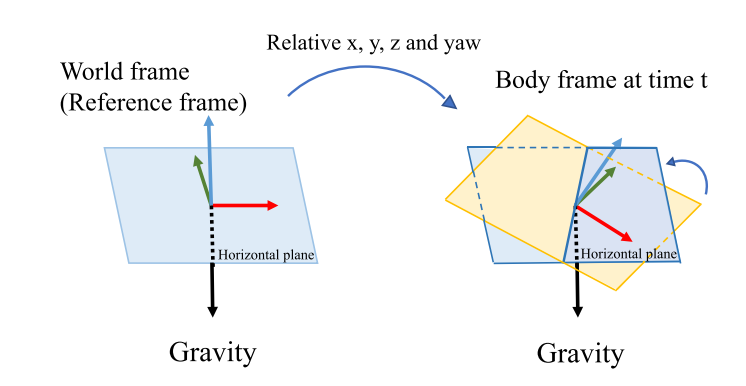 Relative x, y, z and yaw
World frame
(Reference frame)
Body frame at time t
Horizontal plane
Horizontal plane
Gravity
Gravity